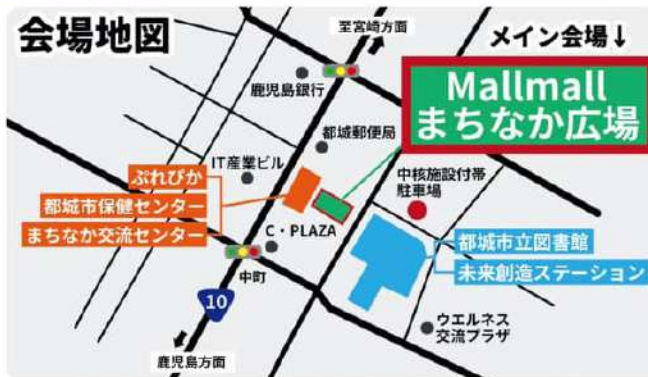 会場地図
至宮崎方面
メイン会場↓
Mallmall
まちなか広場
鹿児島銀行
都城郵便局
IT産業ビル
中核施設付帯
駐車場
ぷれぴか
都城市保健センター
まちなか交流センター
C・PLAZA
中町
都城市立図書館
未来創造ステーション
10
ウエルネス
交流プラザ
鹿児島方面